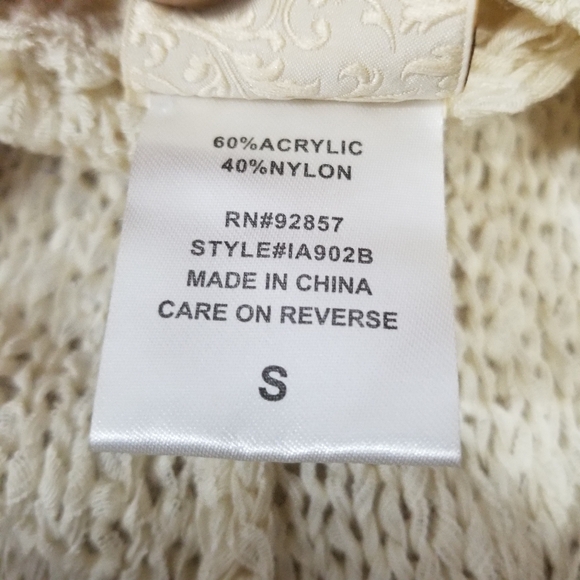 60%ACRYLIC
40%NYLON
RN#92857
STYLE#IA902B
MADE IN CHINA
CARE ON REVERSE
S